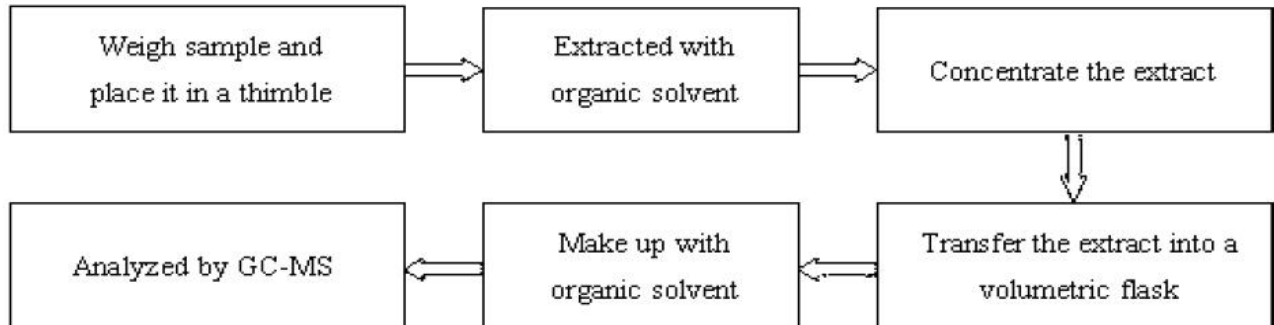 Weigh sample and
place it in a thimble
Extracted with
organic solvent
Concentrate the extract
Transfer the extract into a
volumetric flask
Make up with
organic solvent
Analyzed by GC-MS